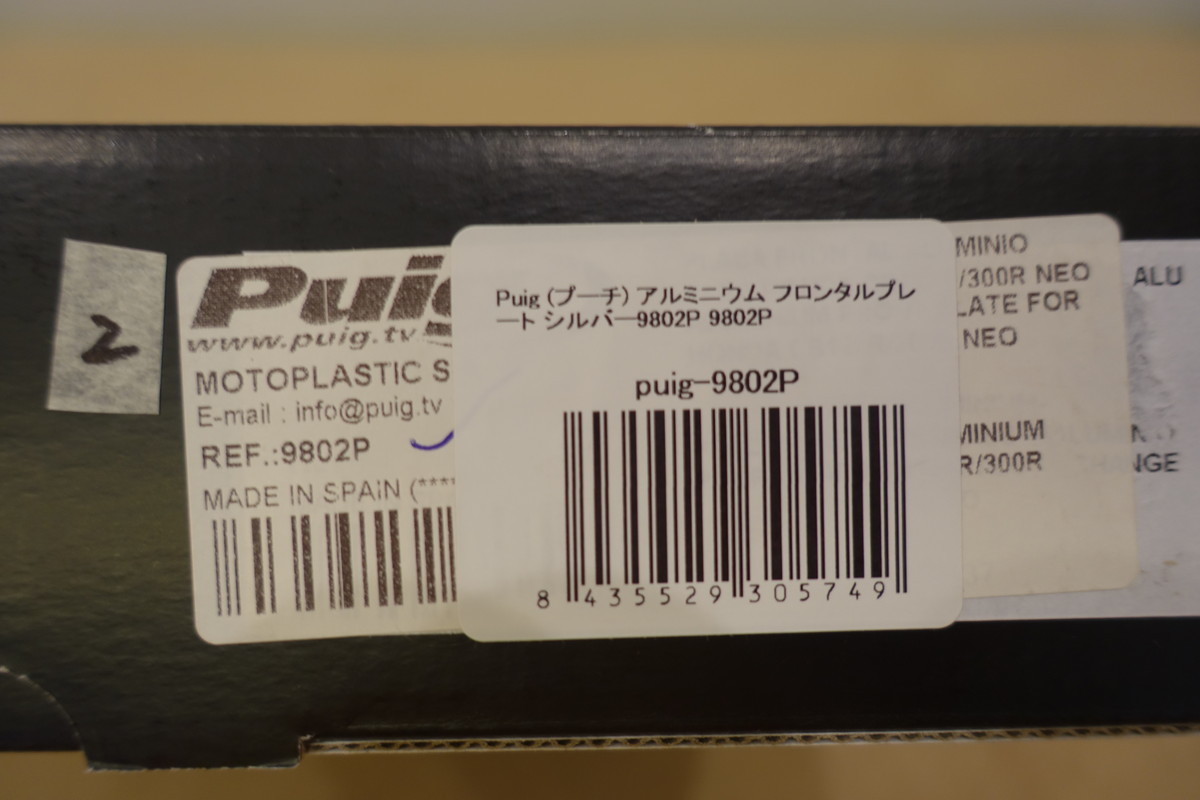 2
Puig
www.puig.tv
MOTOPLASTIC S
E-mail : info@puig.tv
REF.:9802P
MADE IN SPAIN (****
Puig (プーチ) アルミニウム フロンタルプレ
ート シルバー9802P 9802P
puig-9802P
8 435529 305749
MINIO
/300R NEO
LATE FOR
NEO
MINIUM
R/300R
ALU
NGE